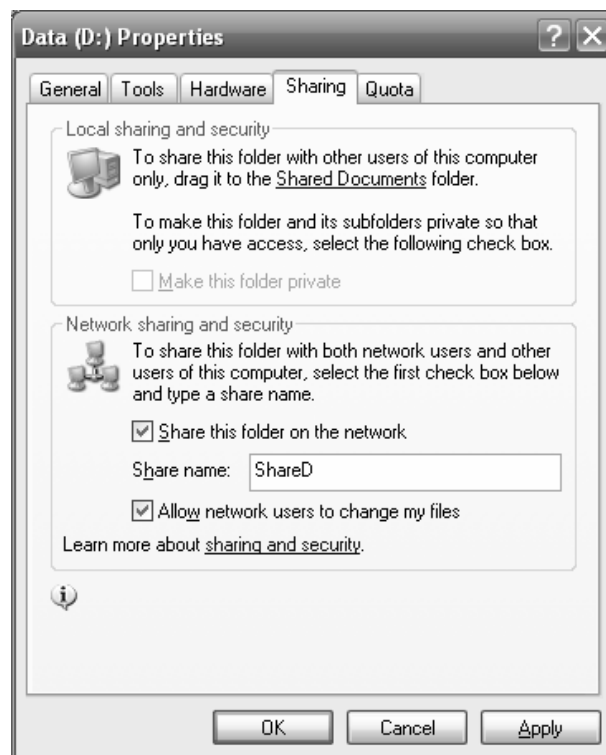 Data (D:) Properties
General Tools Hardware Sharing Quota
Local sharing and security
To share this folder with other users of this computer
only, drag it to the Shared Documents folder.
To make this folder and its subfolders private so that
only you have access, select the following check box.
Make this folder private
Network sharing and security
To share this folder with both network users and other
users of this computer, select the first check box below
and type a share name.
Share this folder on the network
Share name: ShareD
Allow network users to change my files
Learn more about sharing and security.
OK Cancel Apply